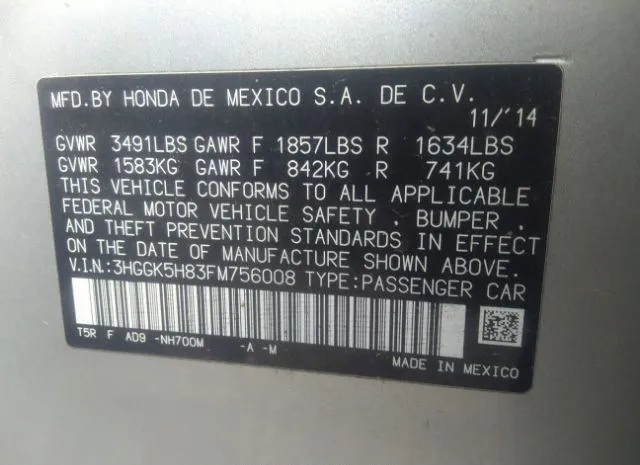 MFD. BY HONDA DE MEXICO S.A. DE C.V.
11/'14
GVWR 3491LBS GAWR F 1857LBS R 1634LBS
GVWR 1583KG GAWR F 842KG R 741KG
THIS VEHICLE CONFORMS TO ALL APPLICABLE
FEDERAL MOTOR VEHICLE SAFETY , BUMPER ,
AND THEFT PREVENTION STANDARDS IN EFFECT
ON THE DATE OF MANUFACTURE SHOWN ABOVE.
V.I.N.:3HGGK5H83FM756008 TYPE:PASSENGER CAR
T5R F AD9 -NH700M -A -M
MADE IN MEXICO